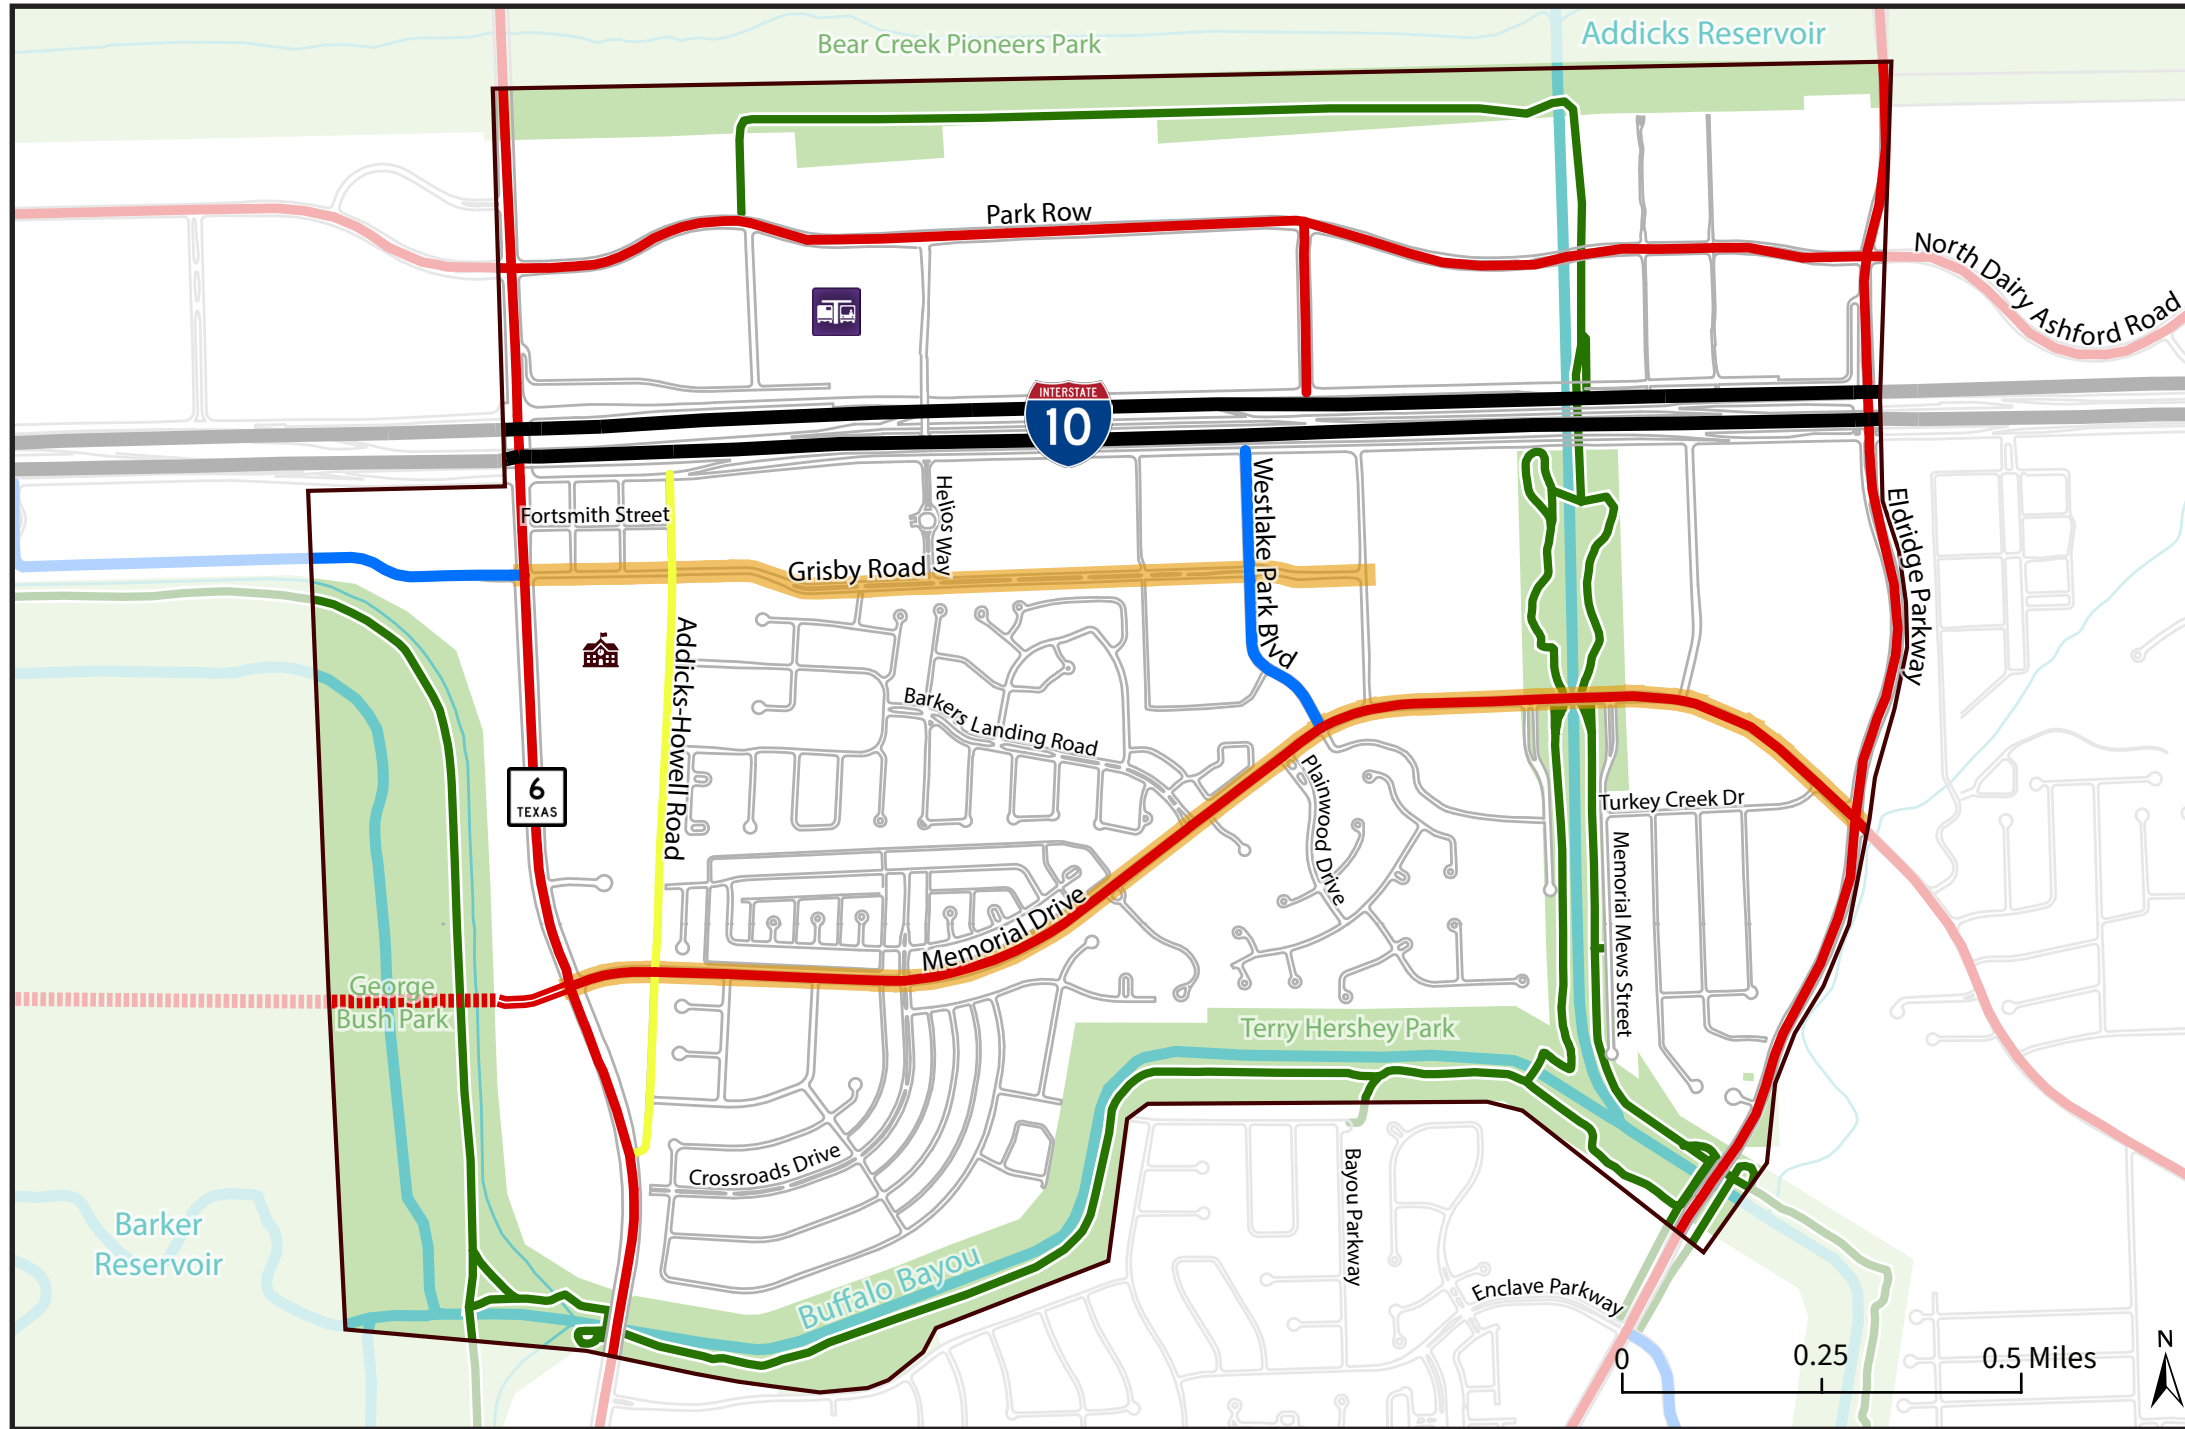 Bear Creek Pioneers Park
Addicks Reservoir
Park Row
North Dairy Ashford Road
INTERSTATE
10
Fortsmith Street
Helios Way
Westlake Park Blvd
Eldridge Parkway
Grisby Road
Addicks-Howell Road
Barkers Landing Road
6
TEXAS
Plainwood Drive
Turkey Creek Dr
Memorial Mews Street
Memorial Drive
George
Bush Park
Terry Hershey Park
Crossroads Drive
Bayou Parkway
Barker
Reservoir
Buffalo Bayou
Enclave Parkway
N
0
0.25
0.5 Miles